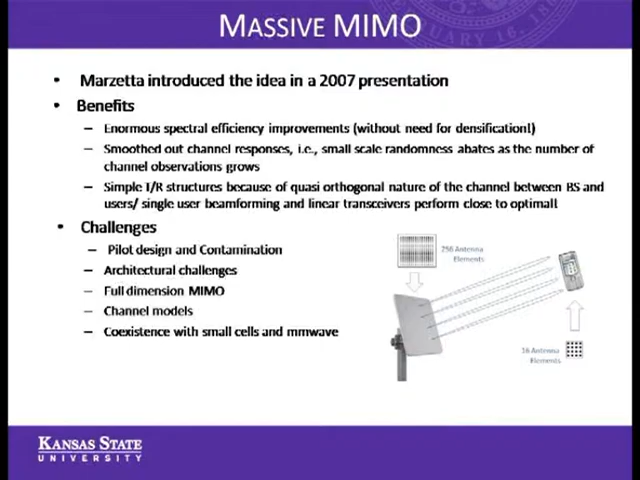 MASSIVE MIMO
• Marzetta introduced the idea in a 2007 presentation
• Benefits
– Enormous spectral efficiency improvements (without need for densification!)
– Smoothed out channel responses, i.e., small scale randomness abates as the number of
channel observations grows
– Simple T/R structures because of quasi orthogonal nature of the channel between BS and
users/ single user beamforming and linear transceivers perform close to optimal!
• Challenges
– Pilot design and Contamination
– Architectural challenges
– Full dimension MIMO
– Channel models
– Coexistence with small cells and mmwave
256 Antenna
Elements
16 Antenna
Elements
KANSAS STATE
UNIVERSITY